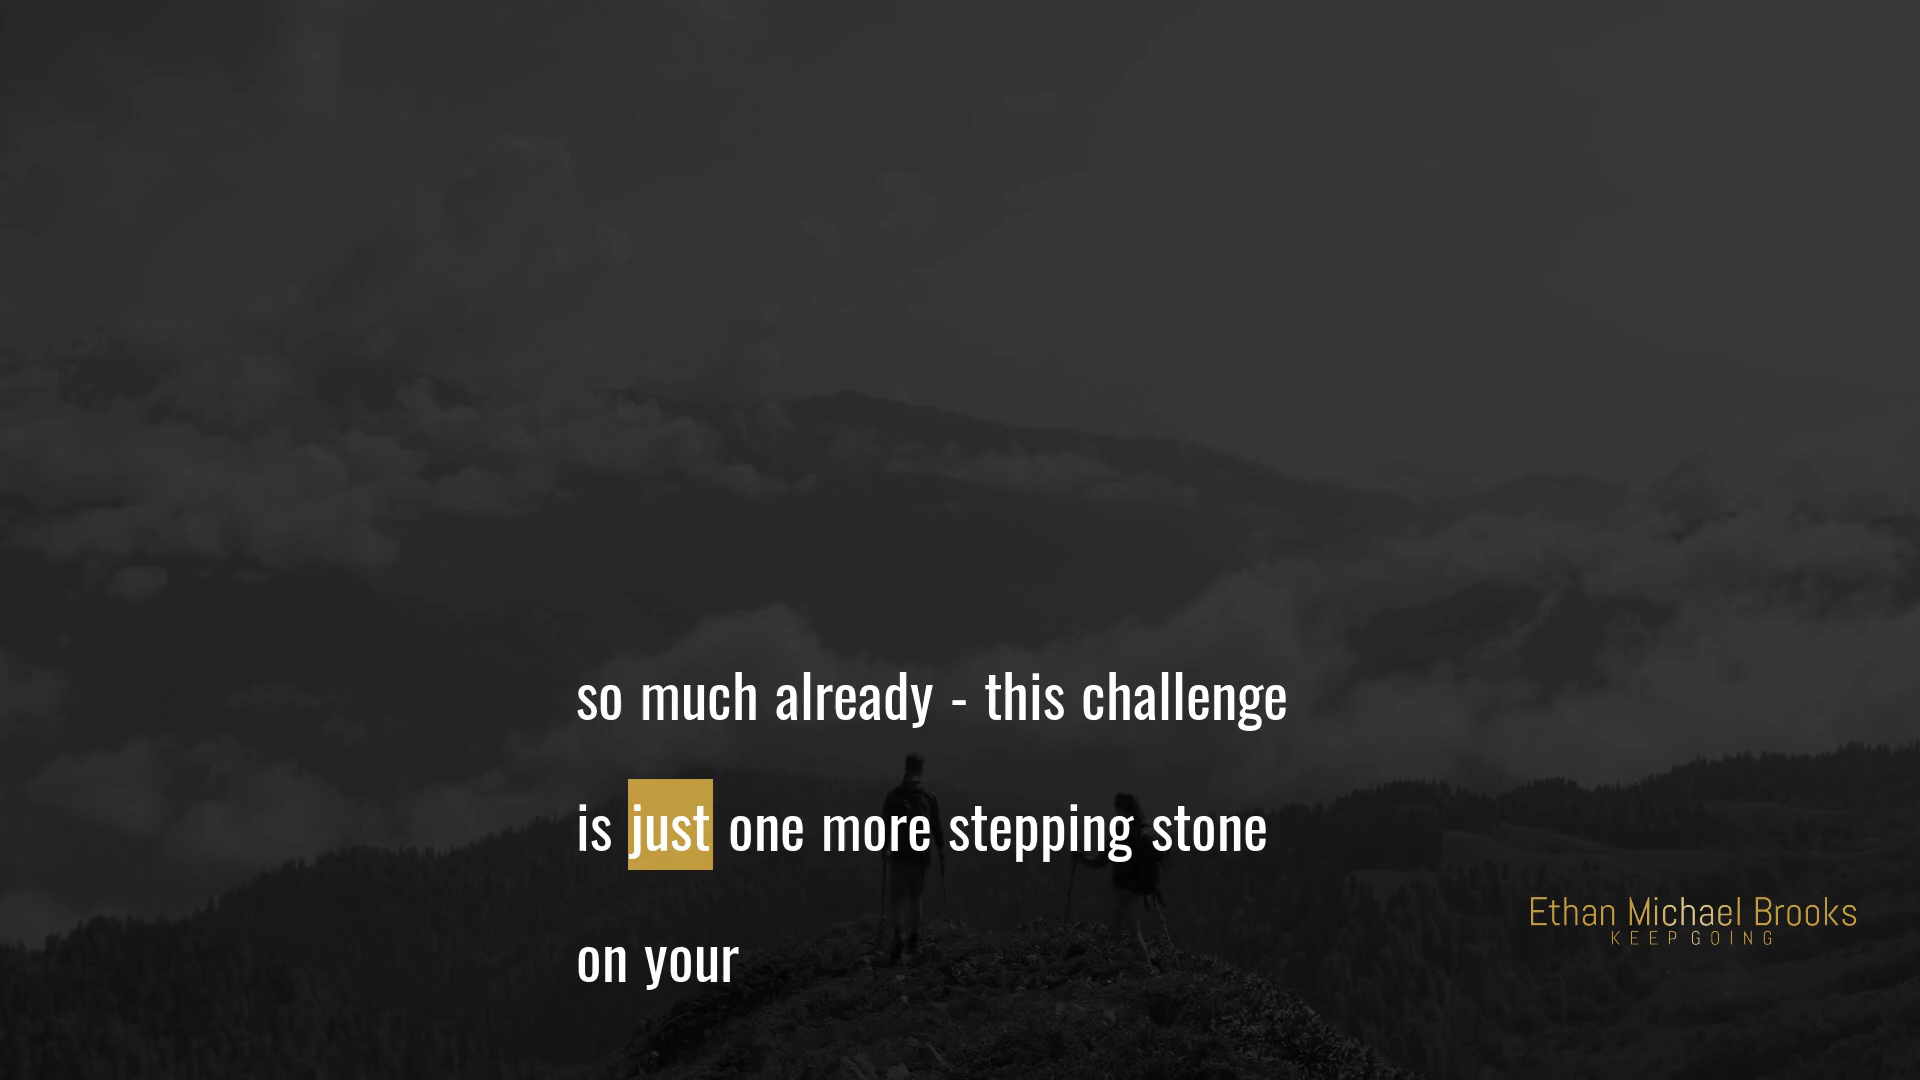 so much already - this challenge
is just one more stepping stone
on your
Ethan Michael Brooks
KEEP GOING